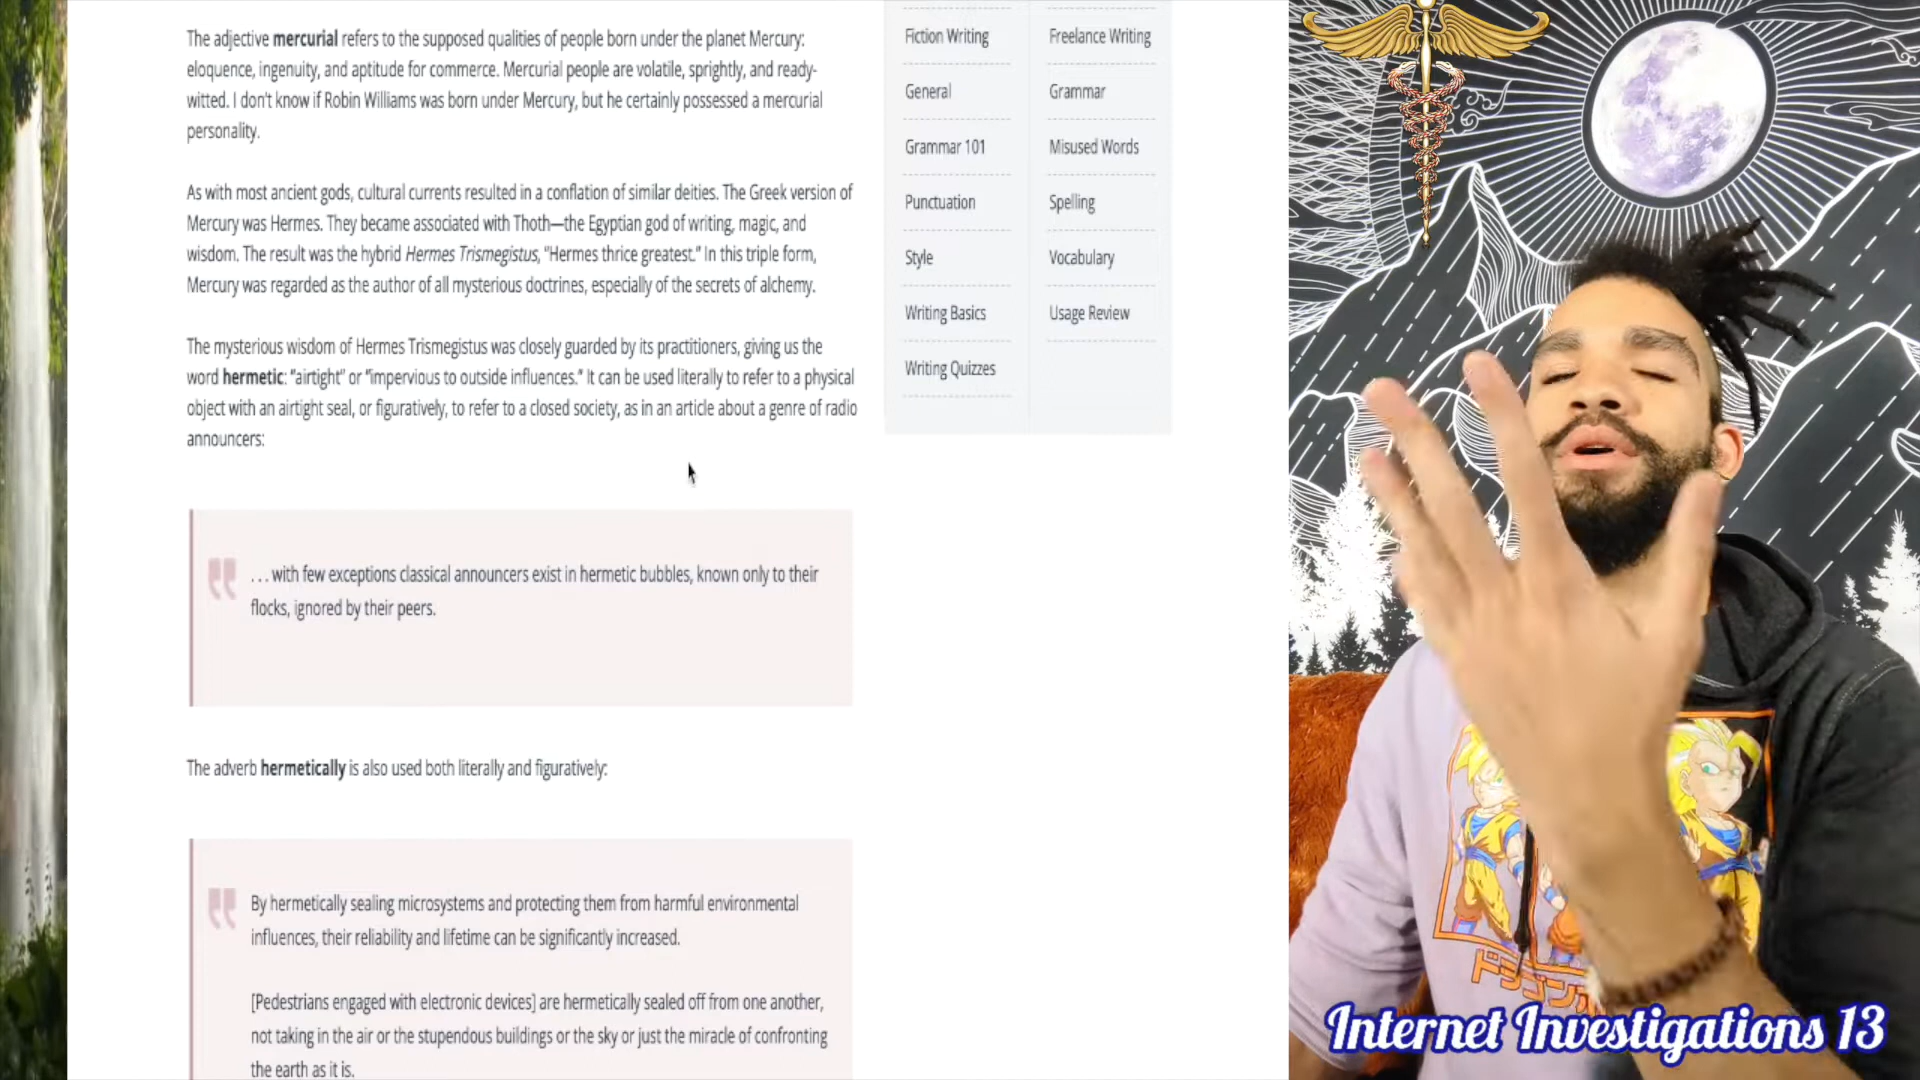 The adjective mercurial refers to the supposed qualities of people born under the planet Mercury:
eloquence, ingenuity, and aptitude for commerce. Mercurial people are volatile, sprightly, and ready-
witted. I don't know if Robin Williams was born under Mercury, but he certainly possessed a mercurial
personality.
As with most ancient gods, cultural currents resulted in a conflation of similar deities. The Greek version of
Mercury was Hermes. They became associated with Thoth—the Egyptian god of writing, magic, and
wisdom. The result was the hybrid Hermes Trismegistus, "Hermes thrice greatest." In this triple form,
Mercury was regarded as the author of all mysterious doctrines, especially of the secrets of alchemy.
The mysterious wisdom of Hermes Trismegistus was closely guarded by its practitioners, giving us the
word hermetic: "airtight" or "impervious to outside influences." It can be used literally to refer to a physical
object with an airtight seal, or figuratively, to refer to a closed society, as in an article about a genre of radio
announcers:
. . . with few exceptions classical announcers exist in hermetic bubbles, known only to their
flocks, ignored by their peers.
The adverb hermetically is also used both literally and figuratively:
By hermetically sealing microsystems and protecting them from harmful environmental
influences, their reliability and lifetime can be significantly increased.
[Pedestrians engaged with electronic devices] are hermetically sealed off from one another,
not taking in the air or the stupendous buildings or the sky or just the miracle of confronting
the earth as it is.
Fiction Writing
Freelance Writing
General
Grammar
Grammar 101
Misused Words
Punctuation
Spelling
Style
Vocabulary
Writing Basics
Usage Review
Writing Quizzes
Internet Investigations 13